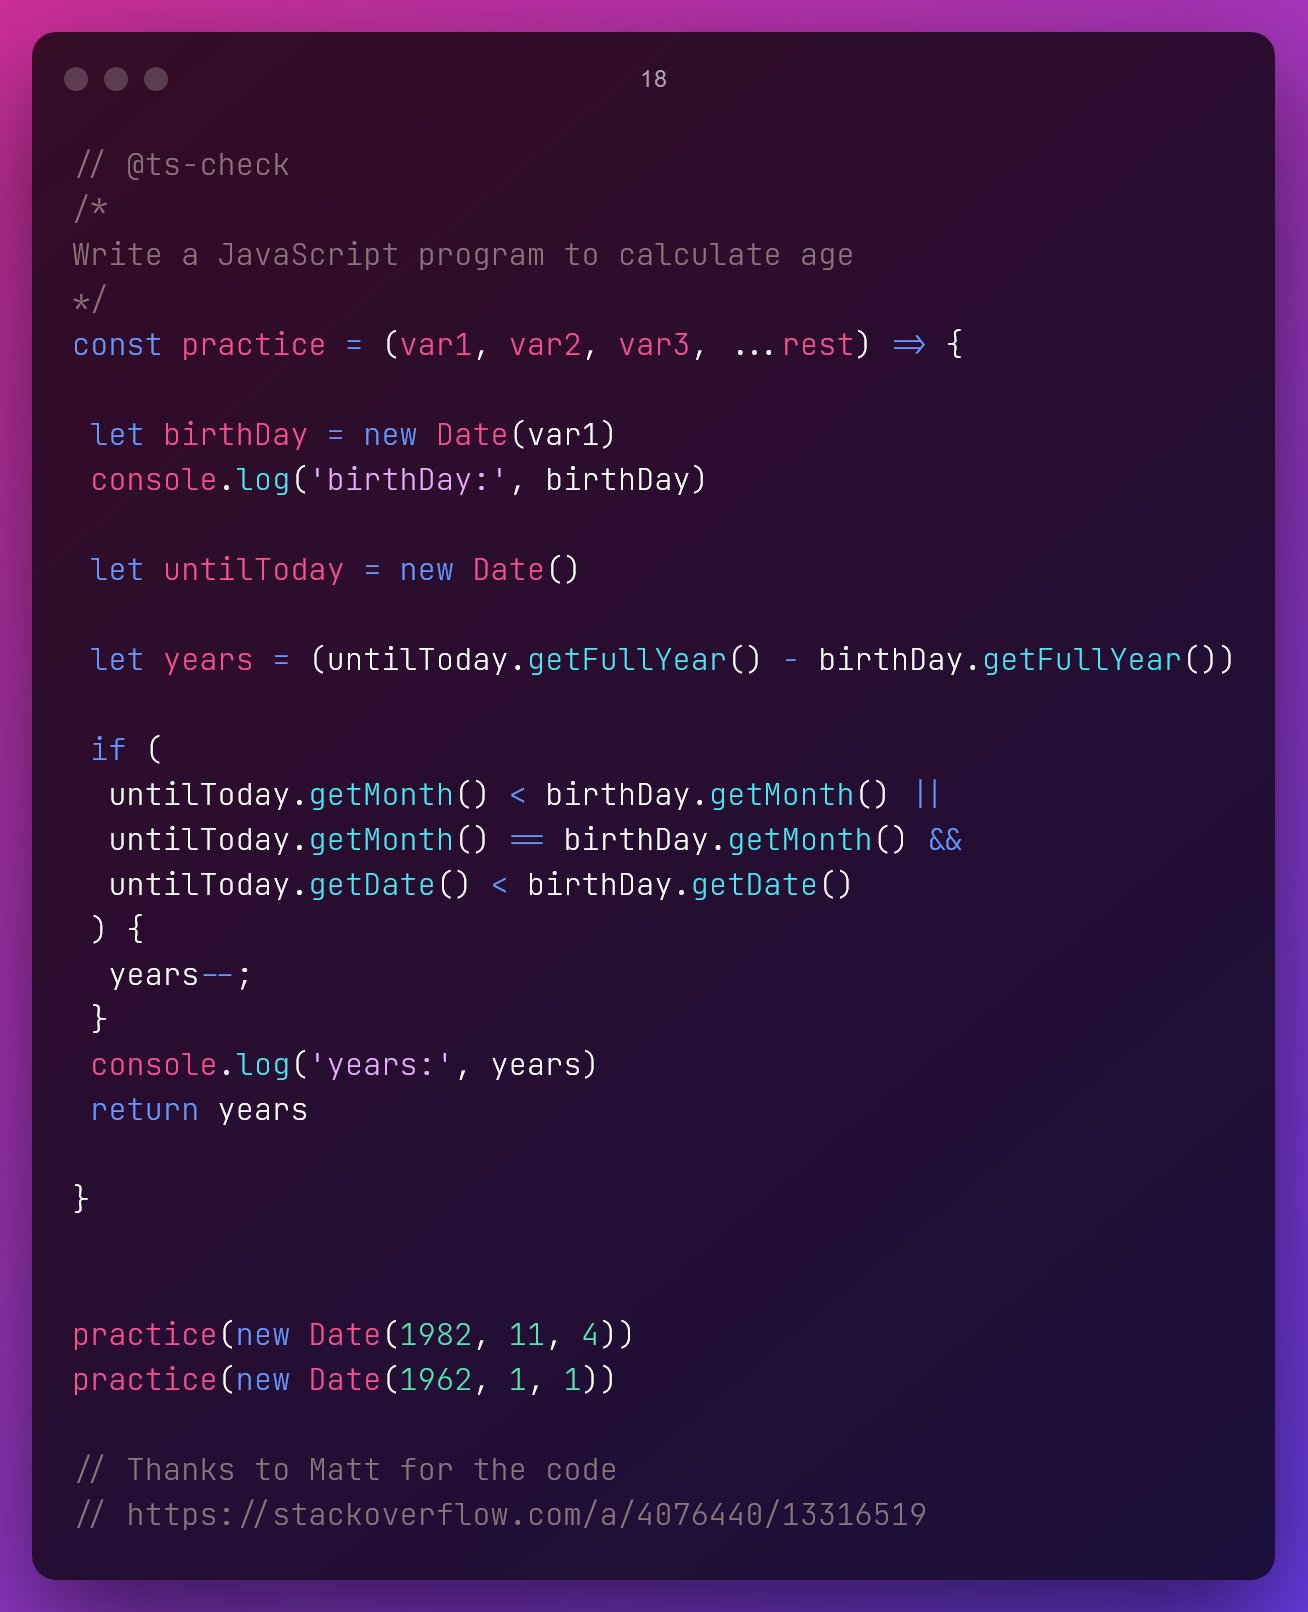 18
// @ts-check
/*
Write a JavaScript program to calculate age
*/
const practice = (var1, var2, var3, ...rest) => {
let birthDay = new Date(var1)
console.log('birthDay:', birthDay)
let untilToday = new Date()
let years = (untilToday.getFullYear() - birthDay.getFullYear())
if (
untilToday.getMonth() < birthDay.getMonth() ||
untilToday.getMonth() == birthDay.getMonth() &&
untilToday.getDate() < birthDay.getDate()
) {
years--;
}
console.log('years:', years)
return years
}
practice(new Date(1982, 11, 4))
practice(new Date(1962, 1, 1))
// Thanks to Matt for the code
// https://stackoverflow.com/a/4076440/13316519